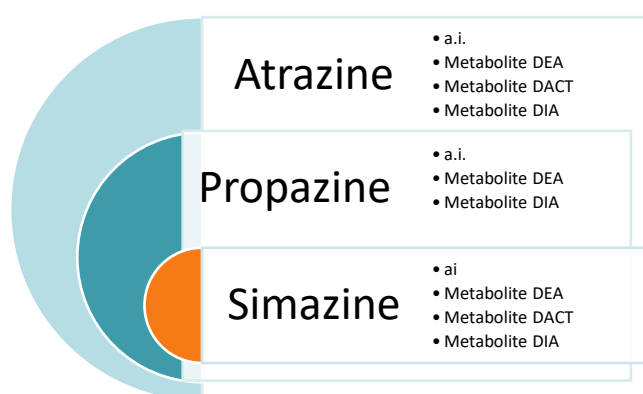 Atrazine
• a.i.
• Metabolite DEA
• Metabolite DACT
• Metabolite DIA
Propazine
• a.i.
• Metabolite DEA
• Metabolite DIA
Simazine
• ai
• Metabolite DEA
• Metabolite DACT
• Metabolite DIA